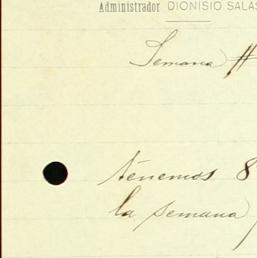 Administrador DIONISIO SALAS
Semana #
tenemos 8
la semana